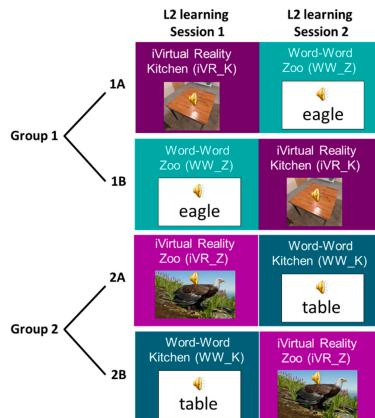 L2 learning
Session 1
L2 learning
Session 2
Group 1
1A
iVirtual Reality
Kitchen (iVR_K)
Word-Word
Zoo (WW_Z)
eagle
1B
Word-Word
Zoo (WW_Z)
eagle
iVirtual Reality
Kitchen (iVR_K)
Group 2
2A
iVirtual Reality
Zoo (iVR_Z)
Word-Word
Kitchen (WW_K)
table
2B
Word-Word
Kitchen (WW_K)
table
iVirtual Reality
Zoo (iVR_Z)